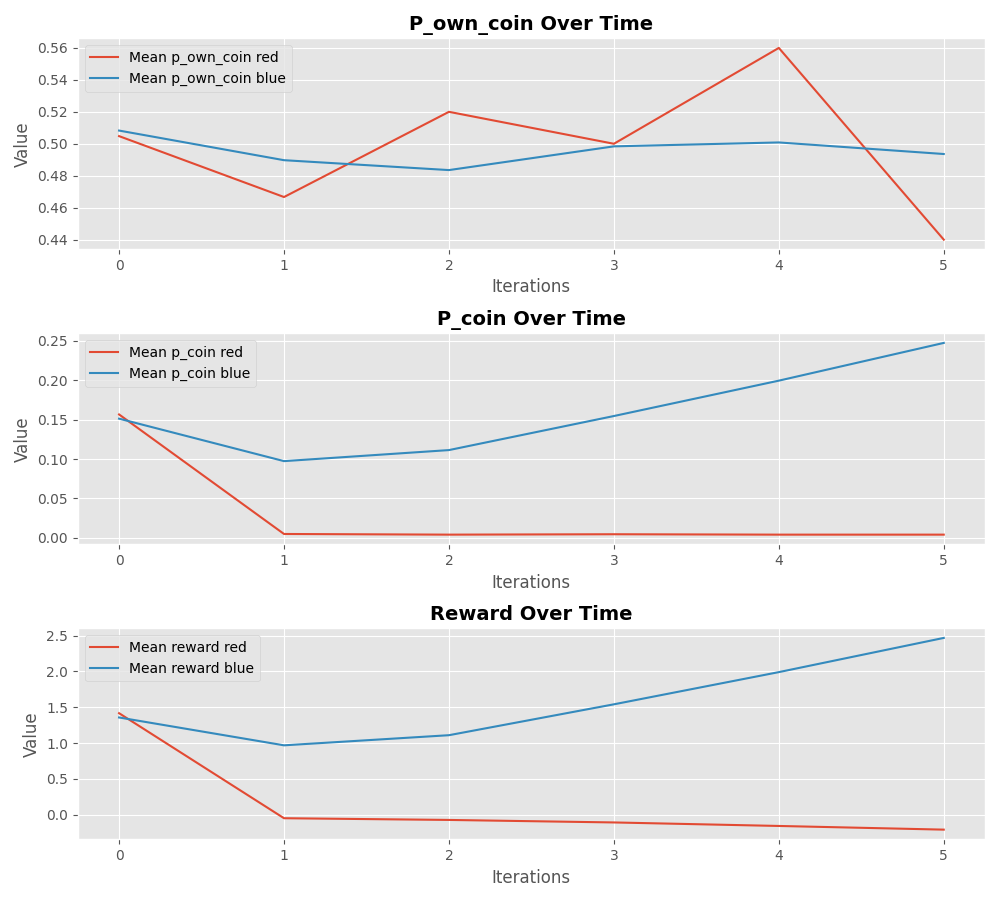 P_own_coin Over Time
Mean p_own_coin red
Mean p_own_coin blue
0.56
0.54
0.52
0.50
0.48
0.46
0.44
Value
0 1 2 3 4 5
Iterations
P_coin Over Time
Mean p_coin red
Mean p_coin blue
0.25
0.20
0.15
0.10
0.05
0.00
Value
0 1 2 3 4 5
Iterations
Reward Over Time
Mean reward red
Mean reward blue
2.5
2.0
1.5
1.0
0.5
0.0
Value
0 1 2 3 4 5
Iterations